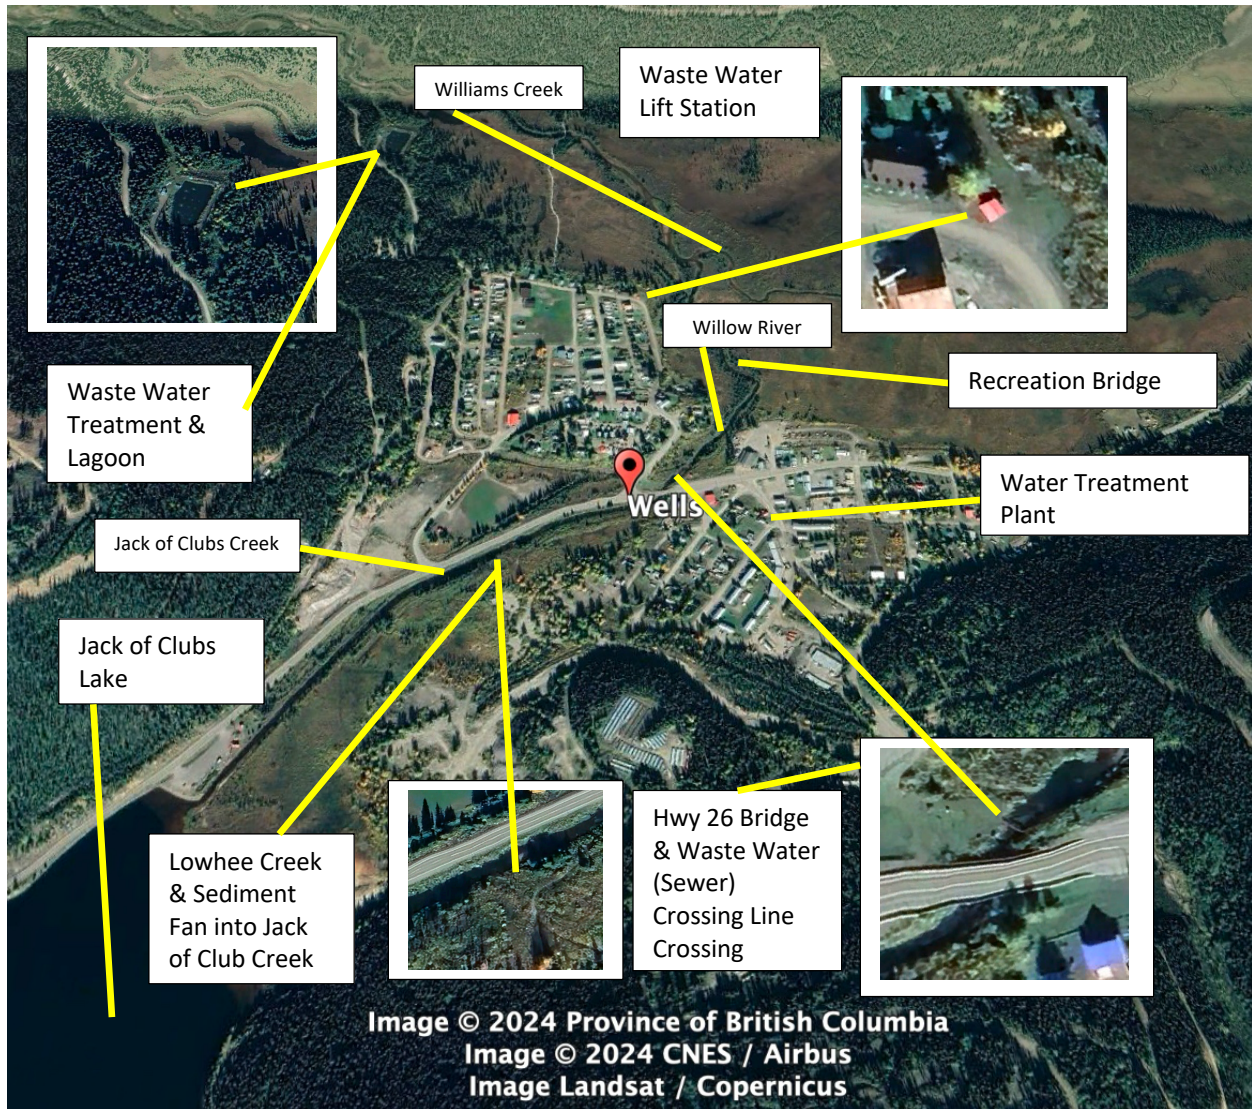 Williams Creek
Waste Water
Lift Station
Willow River
Recreation Bridge
Waste Water
Treatment &
Lagoon
Wells
Water Treatment
Plant
Jack of Clubs Creek
Jack of Clubs
Lake
Lowhee Creek
& Sediment
Fan into Jack
of Club Creek
Hwy 26 Bridge
& Waste Water
(Sewer)
Crossing Line
Crossing
Image © 2024 Province of British Columbia
Image © 2024 CNES / Airbus
Image Landsat / Copernicus